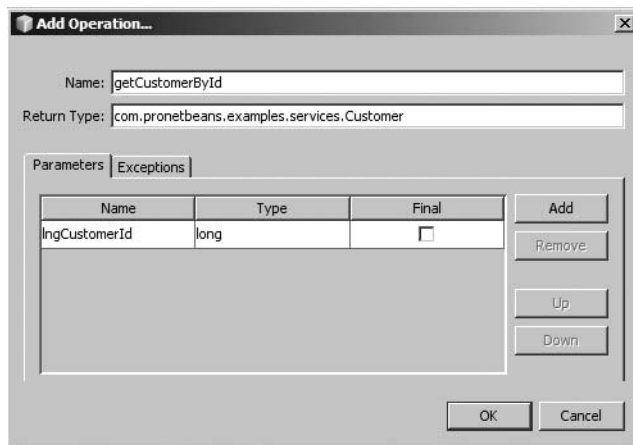 Add Operation...
Name: getCustomerById
Return Type: com.pronetbeans.examples.services.Customer
Parameters Exceptions
Name Type Final Add
lngCustomerId long
Remove
Up
Down
OK Cancel